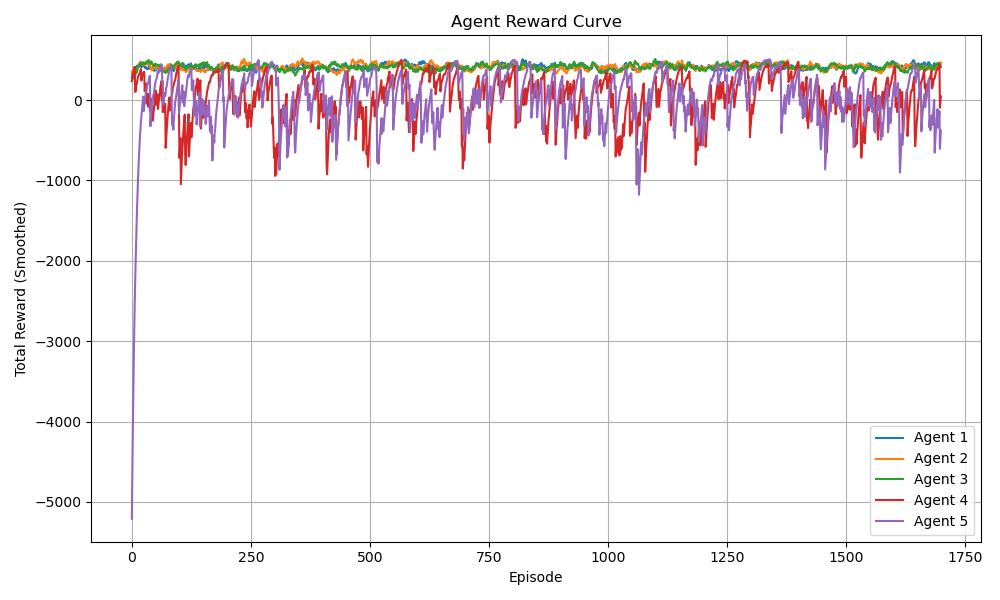 Agent Reward Curve
Total Reward (Smoothed)
0
−1000
−2000
−3000
−4000
−5000
0 250 500 750 1000 1250 1500 1750
Episode
Agent 1
Agent 2
Agent 3
Agent 4
Agent 5